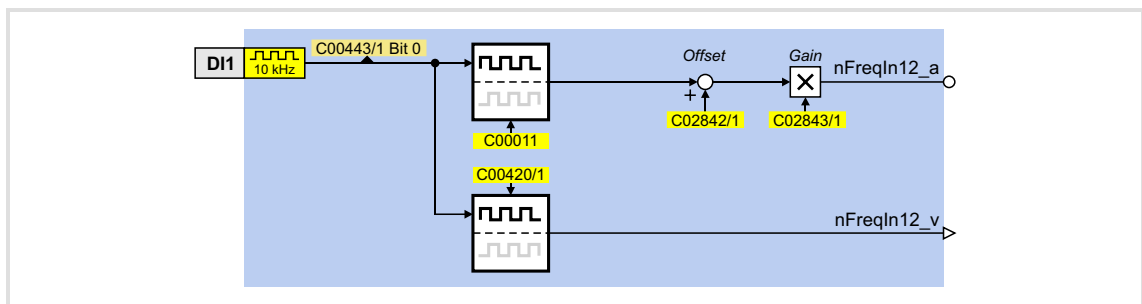 DI1
10 kHz
C00443/1 Bit 0
Offset
Gain
nFreqIn12_a
+
C02842/1
C02843/1
C00011
C00420/1
nFreqIn12_v